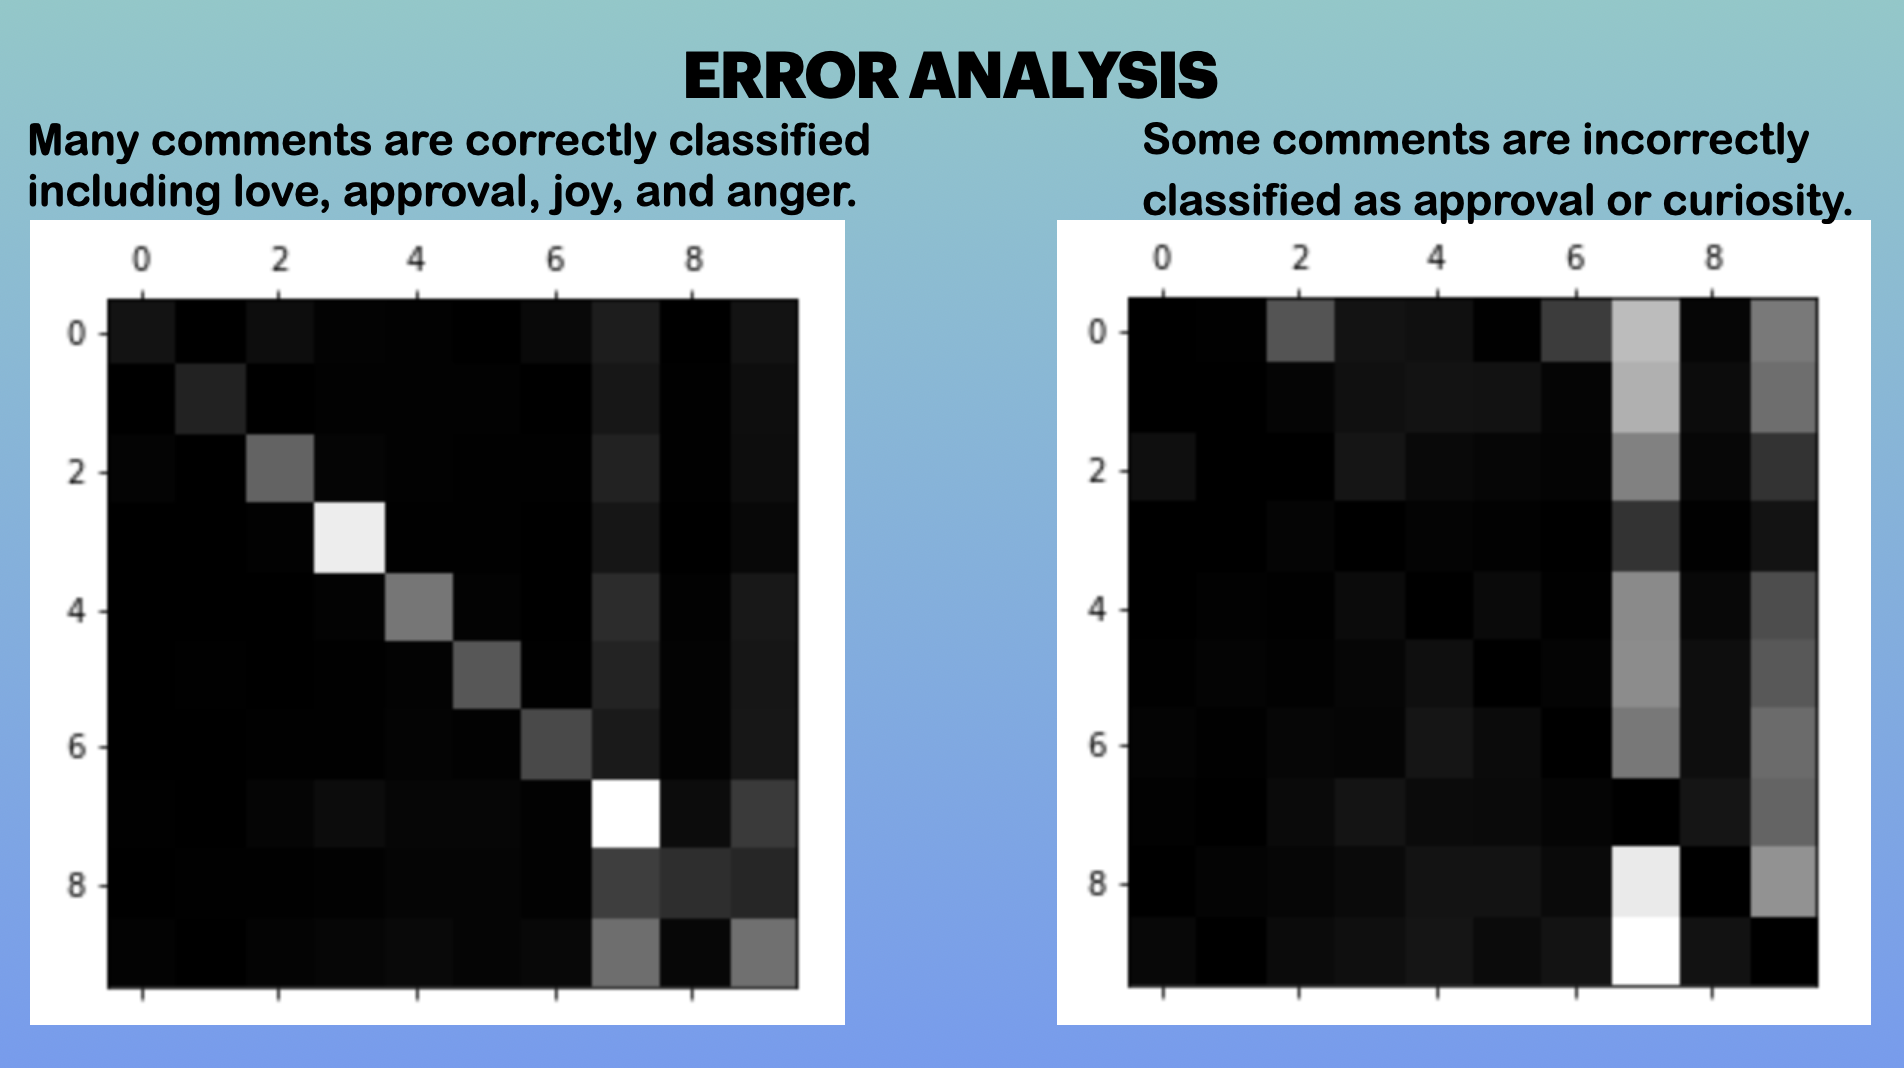 ERROR ANALYSIS
Many comments are correctly classified
including love, approval, joy, and anger.
Some comments are incorrectly
classified as approval or curiosity.
0 2 4 6 8
0
2
4
6
8
0 2 4 6 8
0
2
4
6
8